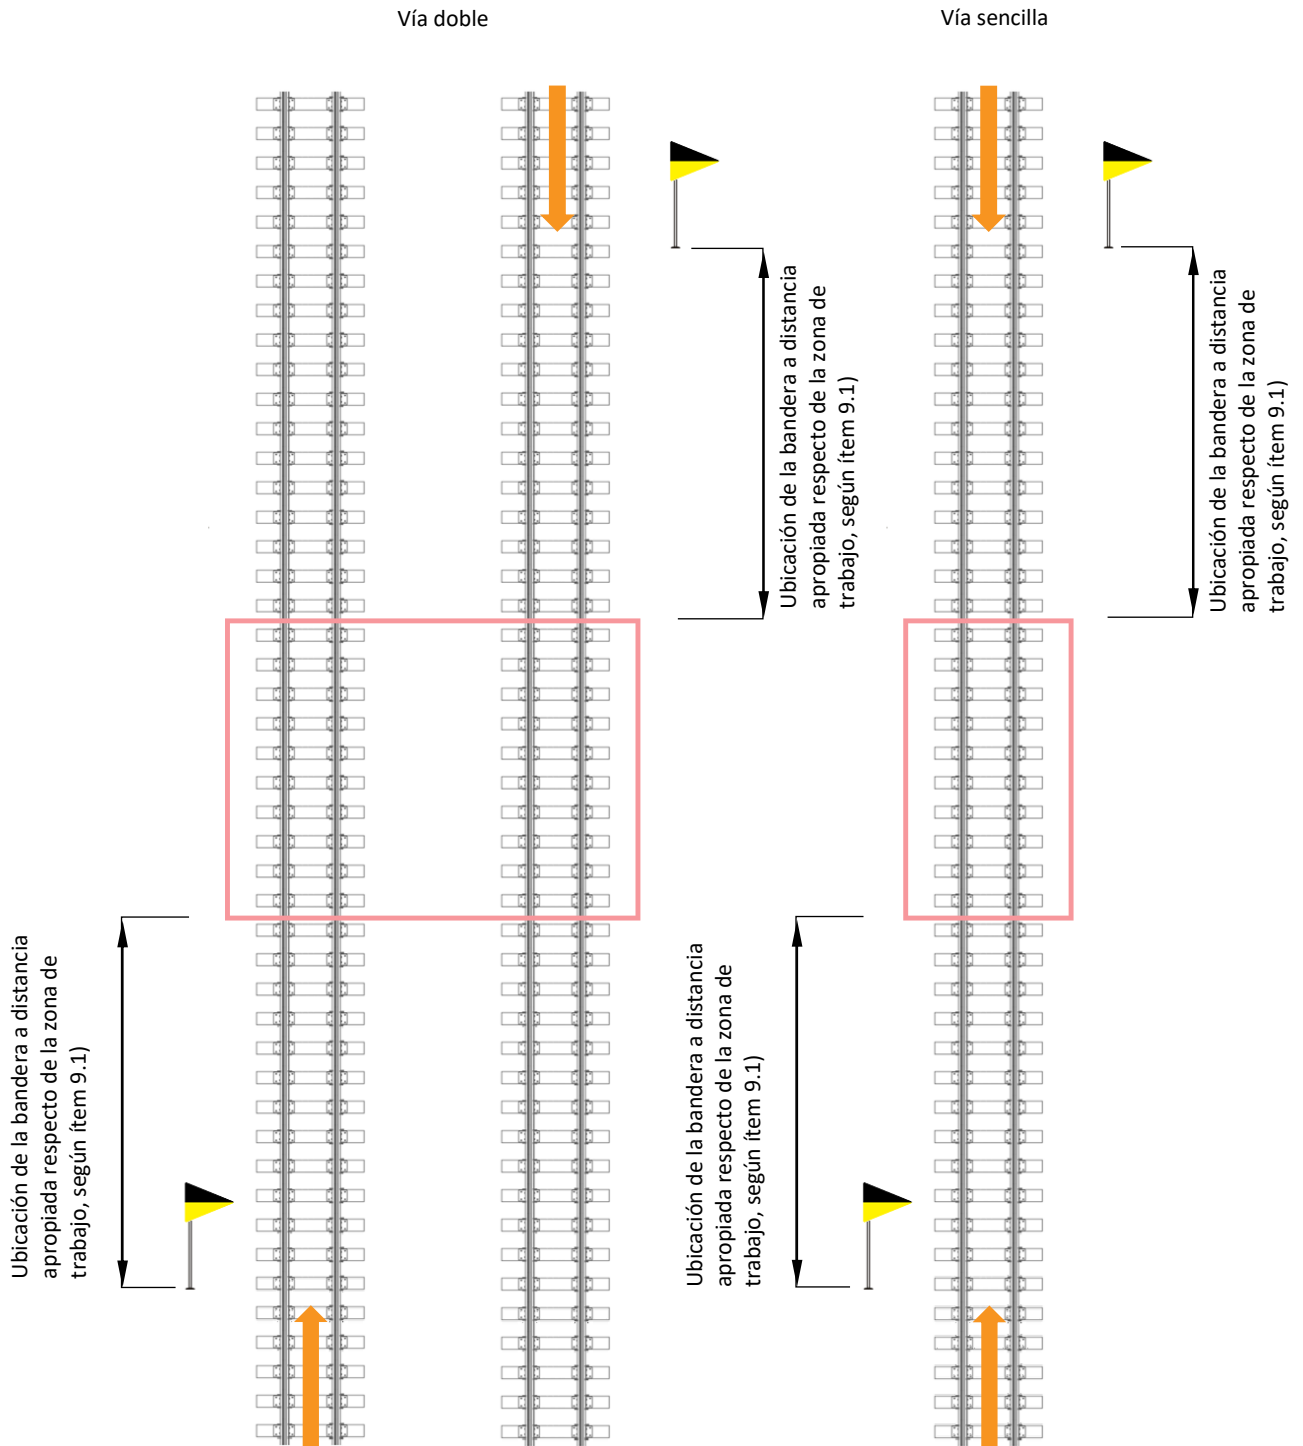 Vía doble
Vía sencilla
Ubicación de la bandera a distancia
apropiada respecto de la zona de
trabajo, según ítem 9.1)
Ubicación de la bandera a distancia
apropiada respecto de la zona de
trabajo, según ítem 9.1)
Ubicación de la bandera a distancia
apropiada respecto de la zona de
trabajo, según ítem 9.1)
Ubicación de la bandera a distancia
apropiada respecto de la zona de
trabajo, según ítem 9.1)